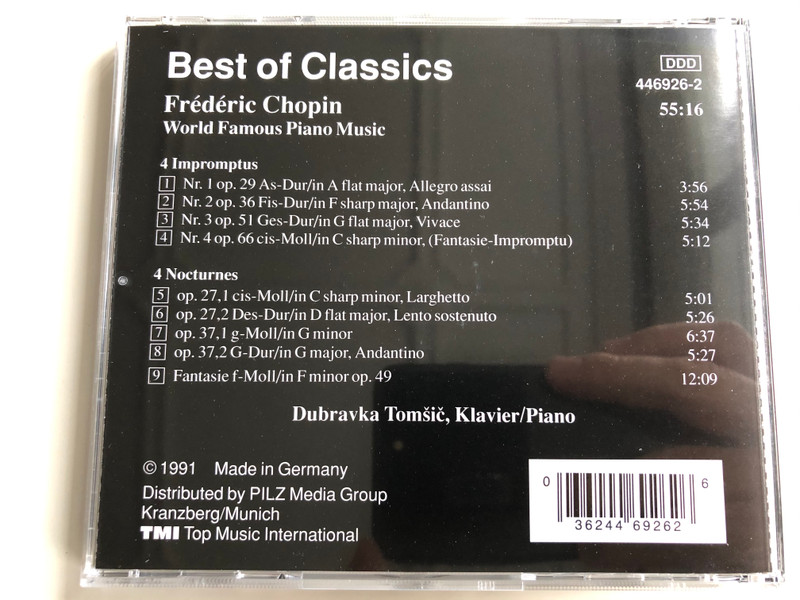 Best of Classics
DDD
446926-2
Frédéric Chopin 55:16
World Famous Piano Music
4 Impromptus
1 Nr. 1 op. 29 As-Dur/in A flat major, Allegro assai 3:56
2 Nr. 2 op. 36 Fis-Dur/in F sharp major, Andantino 5:54
3 Nr. 3 op. 51 Ges-Dur/in G flat major, Vivace 5:34
4 Nr. 4 op. 66 cis-Moll/in C sharp minor, (Fantasie-Impromptu) 5:12
4 Nocturnes
5 op. 27,1 cis-Moll/in C sharp minor, Larghetto 5:01
6 op. 27,2 Des-Dur/in D flat major, Lento sostenuto 5:26
7 op. 37,1 g-Moll/in G minor 6:37
8 op. 37,2 G-Dur/in G major, Andantino 5:27
9 Fantasie f-Moll/in F minor op. 49 12:09
Dubravka Tomšič, Klavier/Piano
© 1991 Made in Germany
Distributed by PILZ Media Group
Kranzberg/Munich
TMI Top Music International
0 36244 69262 6